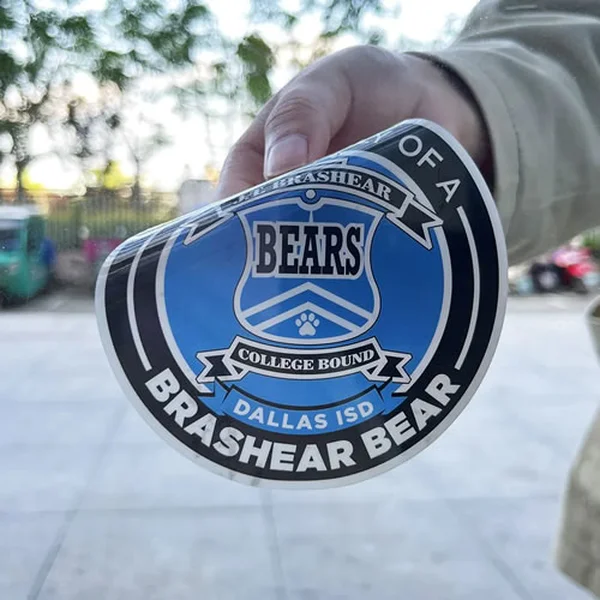 OF A
BRASHEAR
BEARS
COLLEGE BOUND
DALLAS ISD
BRASHEAR BEAR